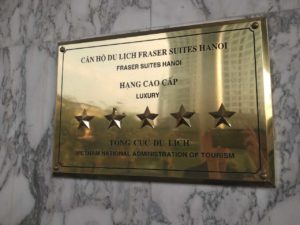 CĂN HỘ DU LỊCH FRASER SUITES HANOI
FRASER SUITES HANOI
HẠNG CAO CẤP
LUXURY
TỔNG CỤC DU LỊCH
VIETNAM NATIONAL ADMINISTRATION OF TOURISM